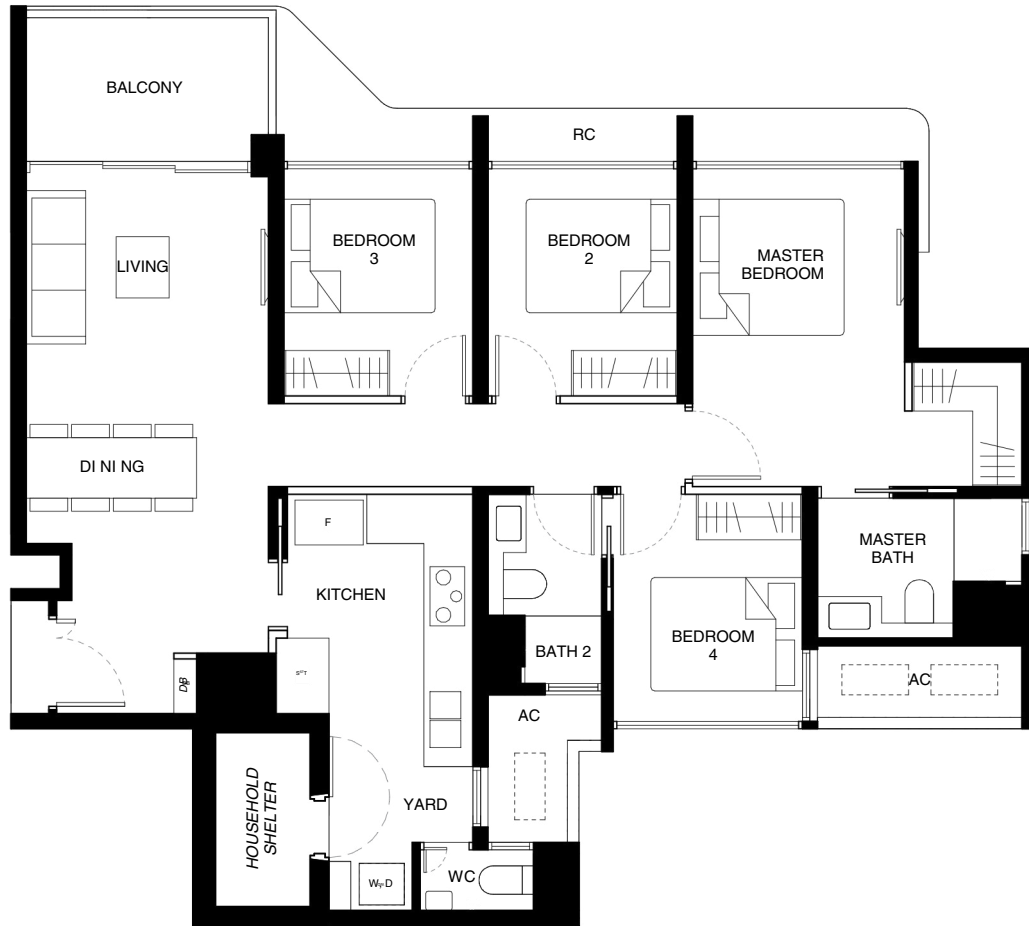 BALCONY
RC
BEDROOM
3
BEDROOM
2
MASTER
BEDROOM
LIVING
DI NI NG
F
KITCHEN
MASTER
BATH
BEDROOM
4
BATH 2
DB
AC
AC
YARD
HOUSEHOLD
SHELTER
WC